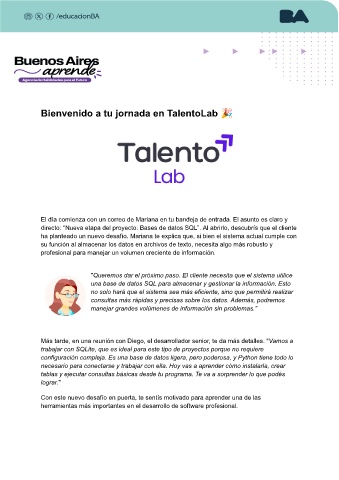 /educacionBA
BA
Buenos Aires
aprende
Agencia de Habilidades para el Futuro
Bienvenido a tu jornada en TalentoLab 🎉
Talento
Lab
El día comienza con un correo de Mariana en tu bandeja de entrada. El asunto es claro y
directo: "Nueva etapa del proyecto: Bases de datos SQL". Al abrirlo, descubrís que el cliente
ha planteado un nuevo desafío. Mariana te explica que, si bien el sistema actual cumple con
su función al almacenar los datos en archivos de texto, necesita algo más robusto y
profesional para manejar un volumen creciente de información.
"Queremos dar el próximo paso. El cliente necesita que el sistema utilice
una base de datos SQL para almacenar y gestionar la información. Esto
no solo hará que el sistema sea más eficiente, sino que permitirá realizar
consultas más rápidas y precisas sobre los datos. Además, podremos
manejar grandes volúmenes de información sin problemas."
Más tarde, en una reunión con Diego, el desarrollador senior, te da más detalles. "Vamos a
trabajar con SQLite, que es ideal para este tipo de proyectos porque no requiere
configuración compleja. Es una base de datos ligera, pero poderosa, y Python tiene todo lo
necesario para conectarse y trabajar con ella. Hoy vas a aprender cómo instalarla, crear
tablas y ejecutar consultas básicas desde tu programa. Te va a sorprender lo que podés
lograr."
Con este nuevo desafío en puerta, te sentís motivado para aprender una de las
herramientas más importantes en el desarrollo de software profesional.